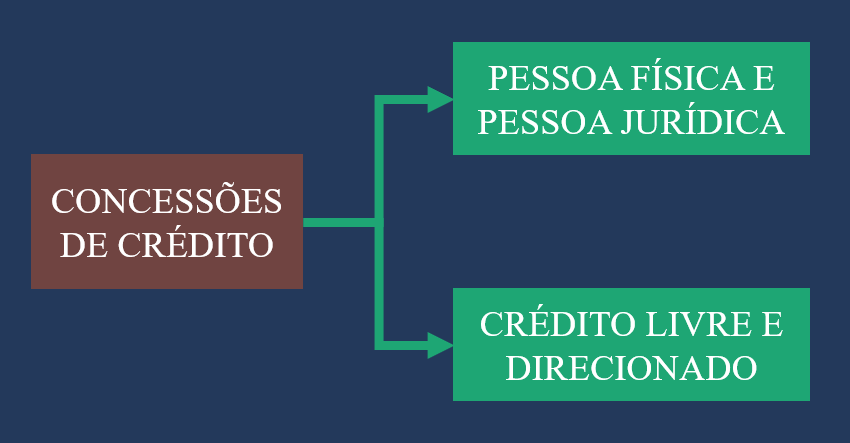 CONCESSÕES
DE CRÉDITO
PESSOA FÍSICA E
PESSOA JURÍDICA
CRÉDITO LIVRE E
DIRECIONADO